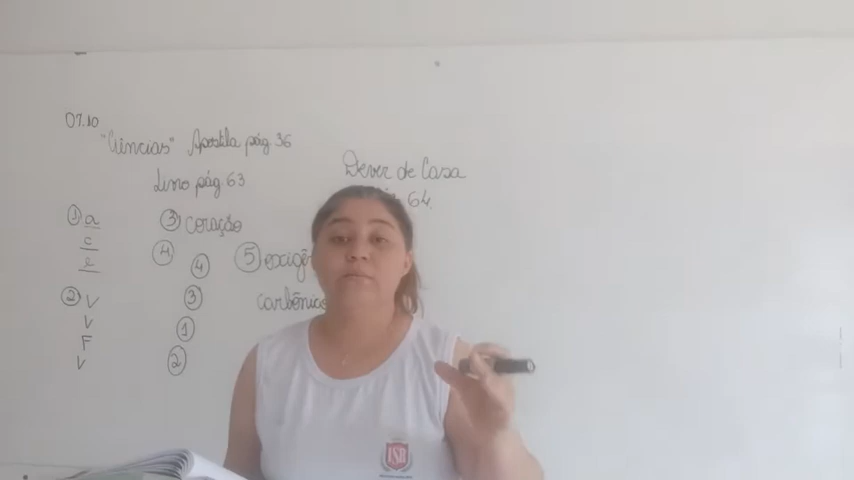 07.10
"Ciências" Apostila pág 36
Livro pág 63
Dever de Casa
64
① a
c
e
② V
V
F
V
③ coração
④
④
③
①
②
⑤
carbônico
ISB